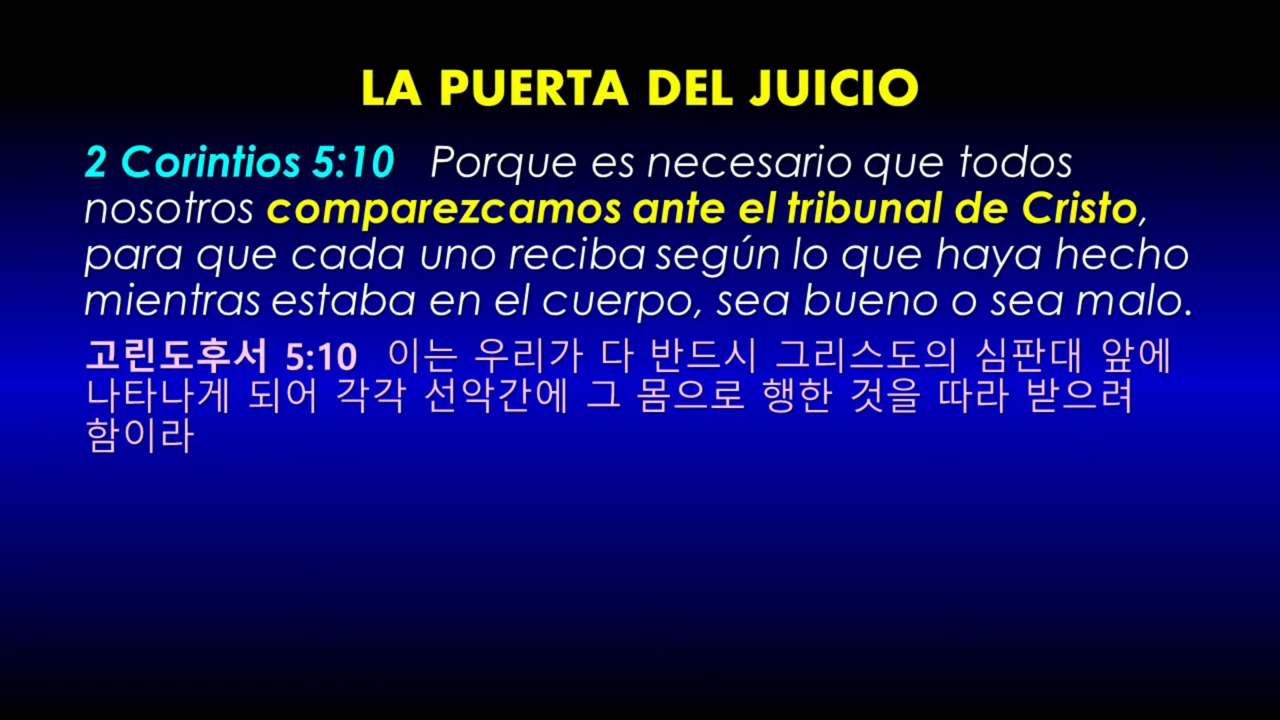 LA PUERTA DEL JUICIO
2 Corintios 5:10 Porque es necesario que todos
nosotros comparezcamos ante el tribunal de Cristo,
para que cada uno reciba según lo que haya hecho
mientras estaba en el cuerpo, sea bueno o sea malo.
고린도후서 5:10 이는 우리가 다 반드시 그리스도의 심판대 앞에
나타나게 되어 각각 선악간에 그 몸으로 행한 것을 따라 받으려
함이라